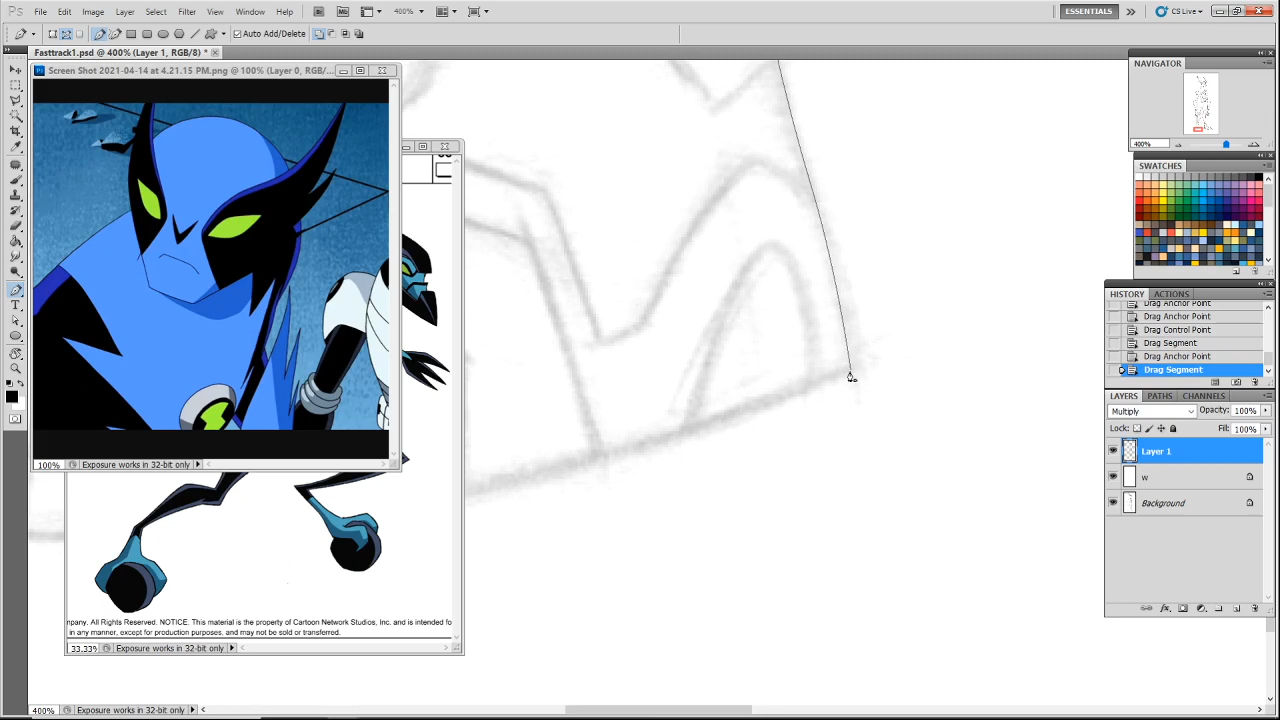 Ps File Edit Image Layer Select Filter Analysis View Window Help Br Mb 400% ESSENTIALS CS Live
Auto Add/Delete
Fasttrack1.psd @ 400% (Layer 1, RGB/8) *
Screen Shot 2021-04-14 at 4.21.15 PM.png @ 100% (Layer 0, RGB/...
100% Exposure works in 32-bit only
npany. All Rights Reserved. NOTICE. This material is the property of Cartoon Network Studios, Inc. and is intended fo
in any manner, except for production purposes, and may not be sold or transferred.
33.33% Exposure works in 32-bit only
400% Exposure works in 32-bit only
NAVIGATOR
400%
SWATCHES
HISTORY ACTIONS
Drag Anchor Point
Drag Anchor Point
Drag Control Point
Drag Segment
Drag Anchor Point
Drag Segment
LAYERS PATHS CHANNELS
Multiply Opacity: 100%
Lock: Fill: 100%
Layer 1
w
Background